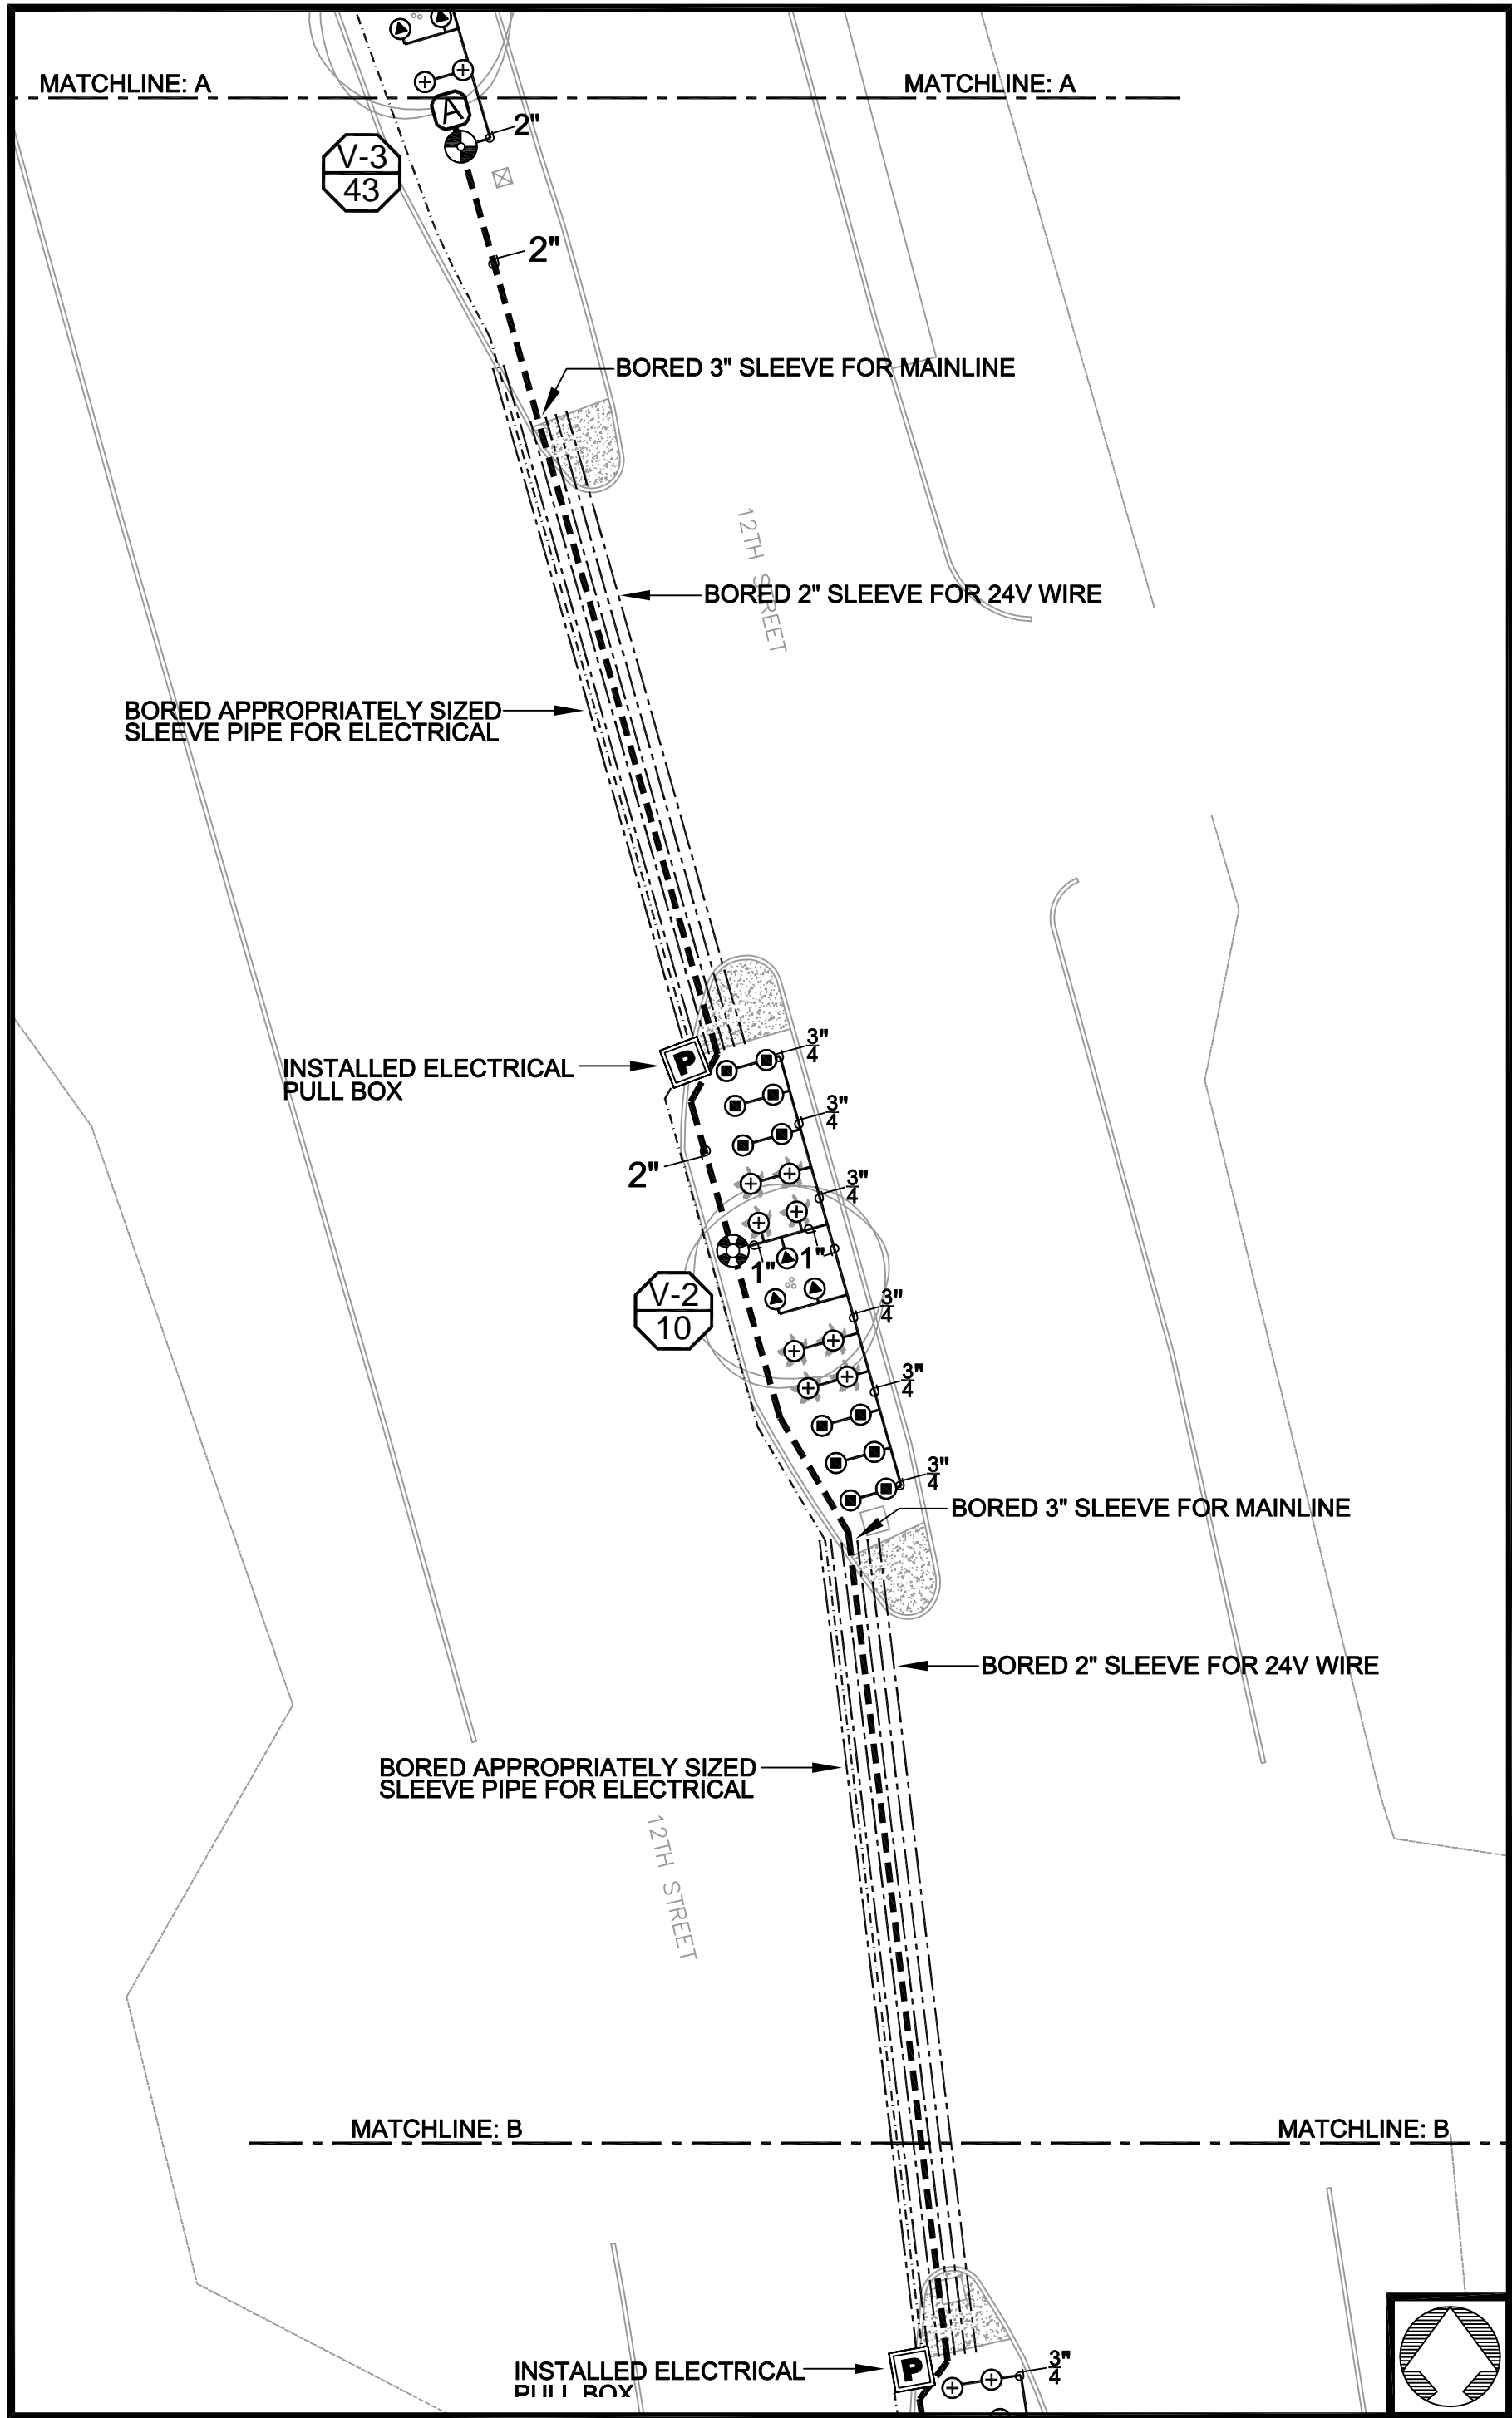 MATCHLINE: A
MATCHLINE: A
A
2"
V-3
43
2"
BORED 3" SLEEVE FOR MAINLINE
12TH STREET
BORED 2" SLEEVE FOR 24V WIRE
BORED APPROPRIATELY SIZED
SLEEVE PIPE FOR ELECTRICAL
INSTALLED ELECTRICAL
PULL BOX
P
3"
4
3"
4
2"
3"
4
1"
1"
V-2
10
3"
4
3"
4
3"
4
BORED 3" SLEEVE FOR MAINLINE
BORED 2" SLEEVE FOR 24V WIRE
BORED APPROPRIATELY SIZED
SLEEVE PIPE FOR ELECTRICAL
12TH STREET
MATCHLINE: B
MATCHLINE: B
INSTALLED ELECTRICAL
PULL BOX
P
3"
4